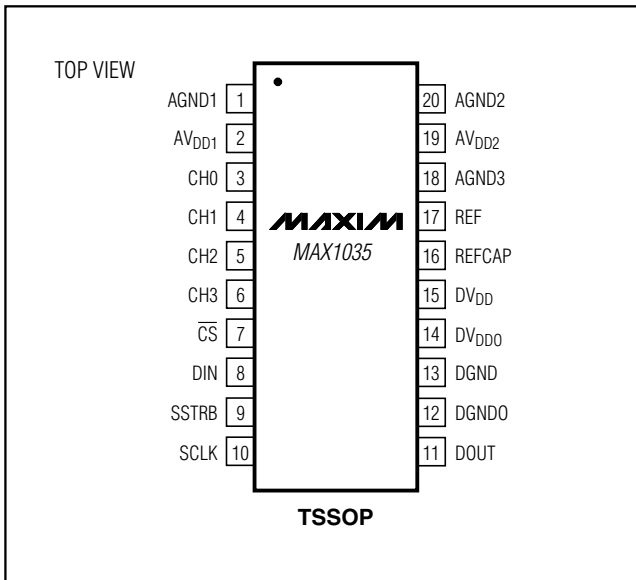 TOP VIEW
AGND1 1 20 AGND2
AVDD1 2 19 AVDD2
CH0 3 18 AGND3
CH1 4 MAXIM 17 REF
CH2 5 MAX1035 16 REFCAP
CH3 6 15 DVDD
C̅S̅ 7 14 DVDDO
DIN 8 13 DGND
SSTRB 9 12 DGNDO
SCLK 10 11 DOUT
TSSOP